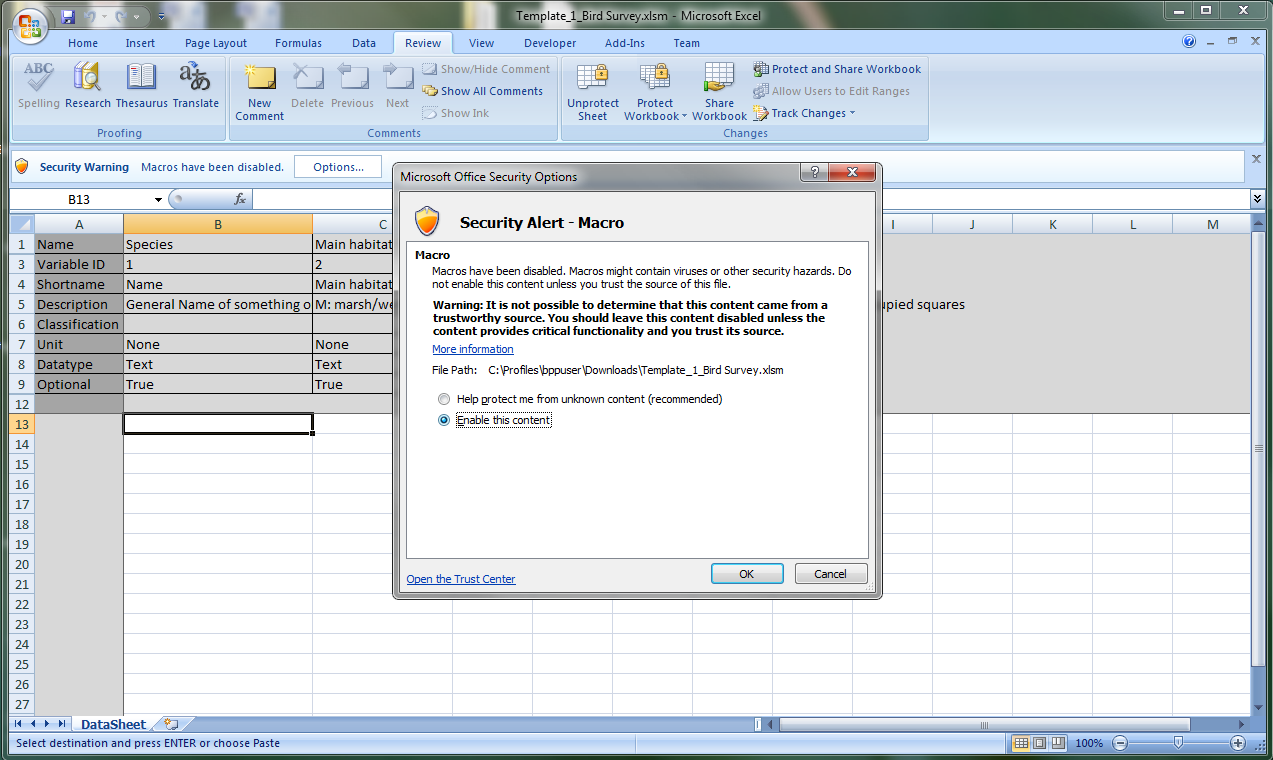 Template_1_Bird Survey.xlsm - Microsoft Excel
Home Insert Page Layout Formulas Data Review View Developer Add-Ins Team
ABC
Spelling Research Thesaurus Translate
Proofing
New Comment Delete Previous Next
Show/Hide Comment
Show All Comments
Show Ink
Comments
Unprotect Sheet Protect Workbook Share Workbook
Protect and Share Workbook
Allow Users to Edit Ranges
Track Changes
Changes
Security Warning Macros have been disabled. Options...
B13 fx
A B C I J K L M
1 Name Species Main habitat
3 Variable ID 1 2
4 Shortname Name Main habitat
5 Description General Name of something o M: marsh/we upied squares
6 Classification
7 Unit None None
8 Datatype Text Text
9 Optional True True
12
13
14
15
16
17
18
19
20
21
22
23
24
25
26
27
Microsoft Office Security Options
Security Alert - Macro
Macro
Macros have been disabled. Macros might contain viruses or other security hazards. Do
not enable this content unless you trust the source of this file.
Warning: It is not possible to determine that this content came from a
trustworthy source. You should leave this content disabled unless the
content provides critical functionality and you trust its source.
More information
File Path: C:\Profiles\bppuser\Downloads\Template_1_Bird Survey.xlsm
Help protect me from unknown content (recommended)
Enable this content
Open the Trust Center OK Cancel
DataSheet
Select destination and press ENTER or choose Paste 100%